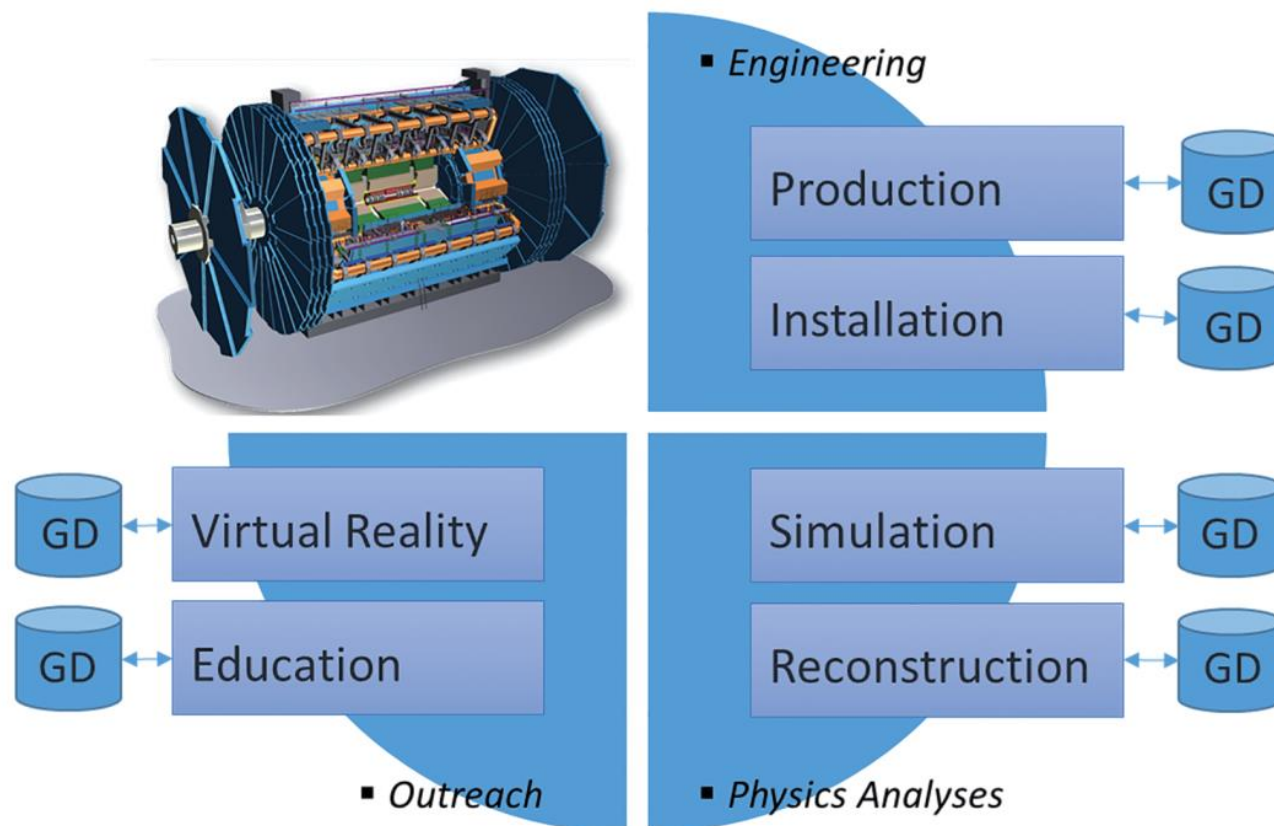 ▪ Engineering
Production
GD
Installation
GD
GD
Virtual Reality
GD
Education
▪ Outreach
Simulation
GD
Reconstruction
GD
▪ Physics Analyses